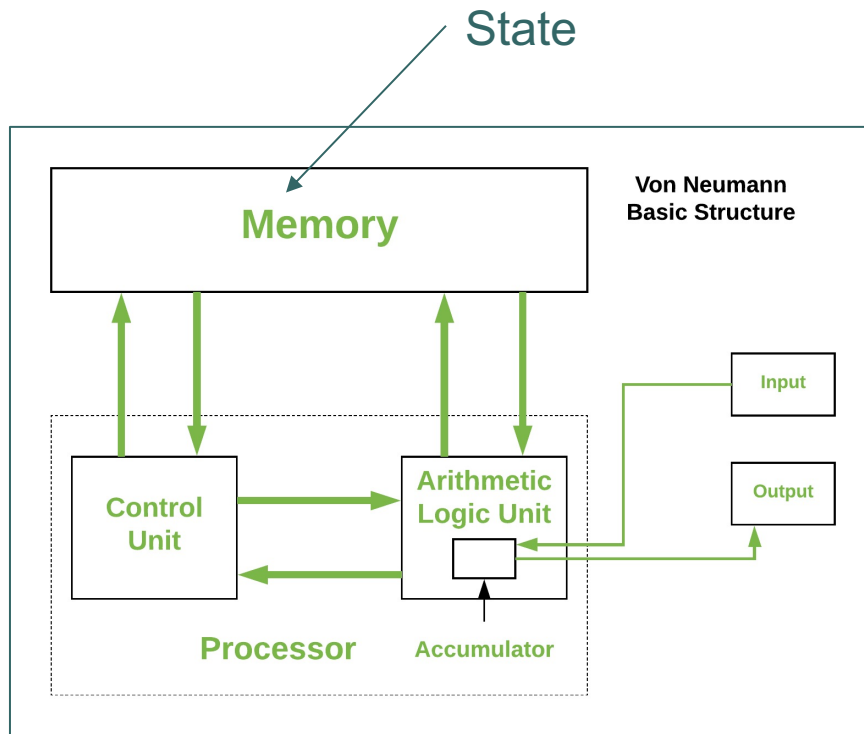 State
Memory
Von Neumann
Basic Structure
Input
Control
Unit
Arithmetic
Logic Unit
Output
Processor
Accumulator